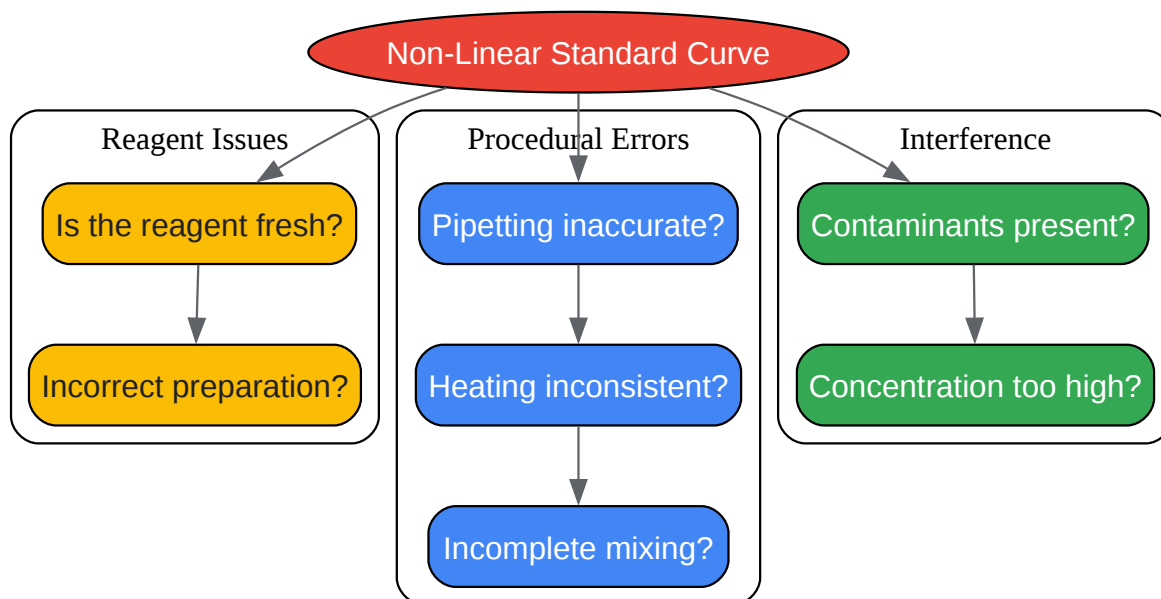 Non-Linear Standard Curve
Reagent Issues
Is the reagent fresh?
Incorrect preparation?
Procedural Errors
Pipetting inaccurate?
Heating inconsistent?
Incomplete mixing?
Interference
Contaminants present?
Concentration too high?